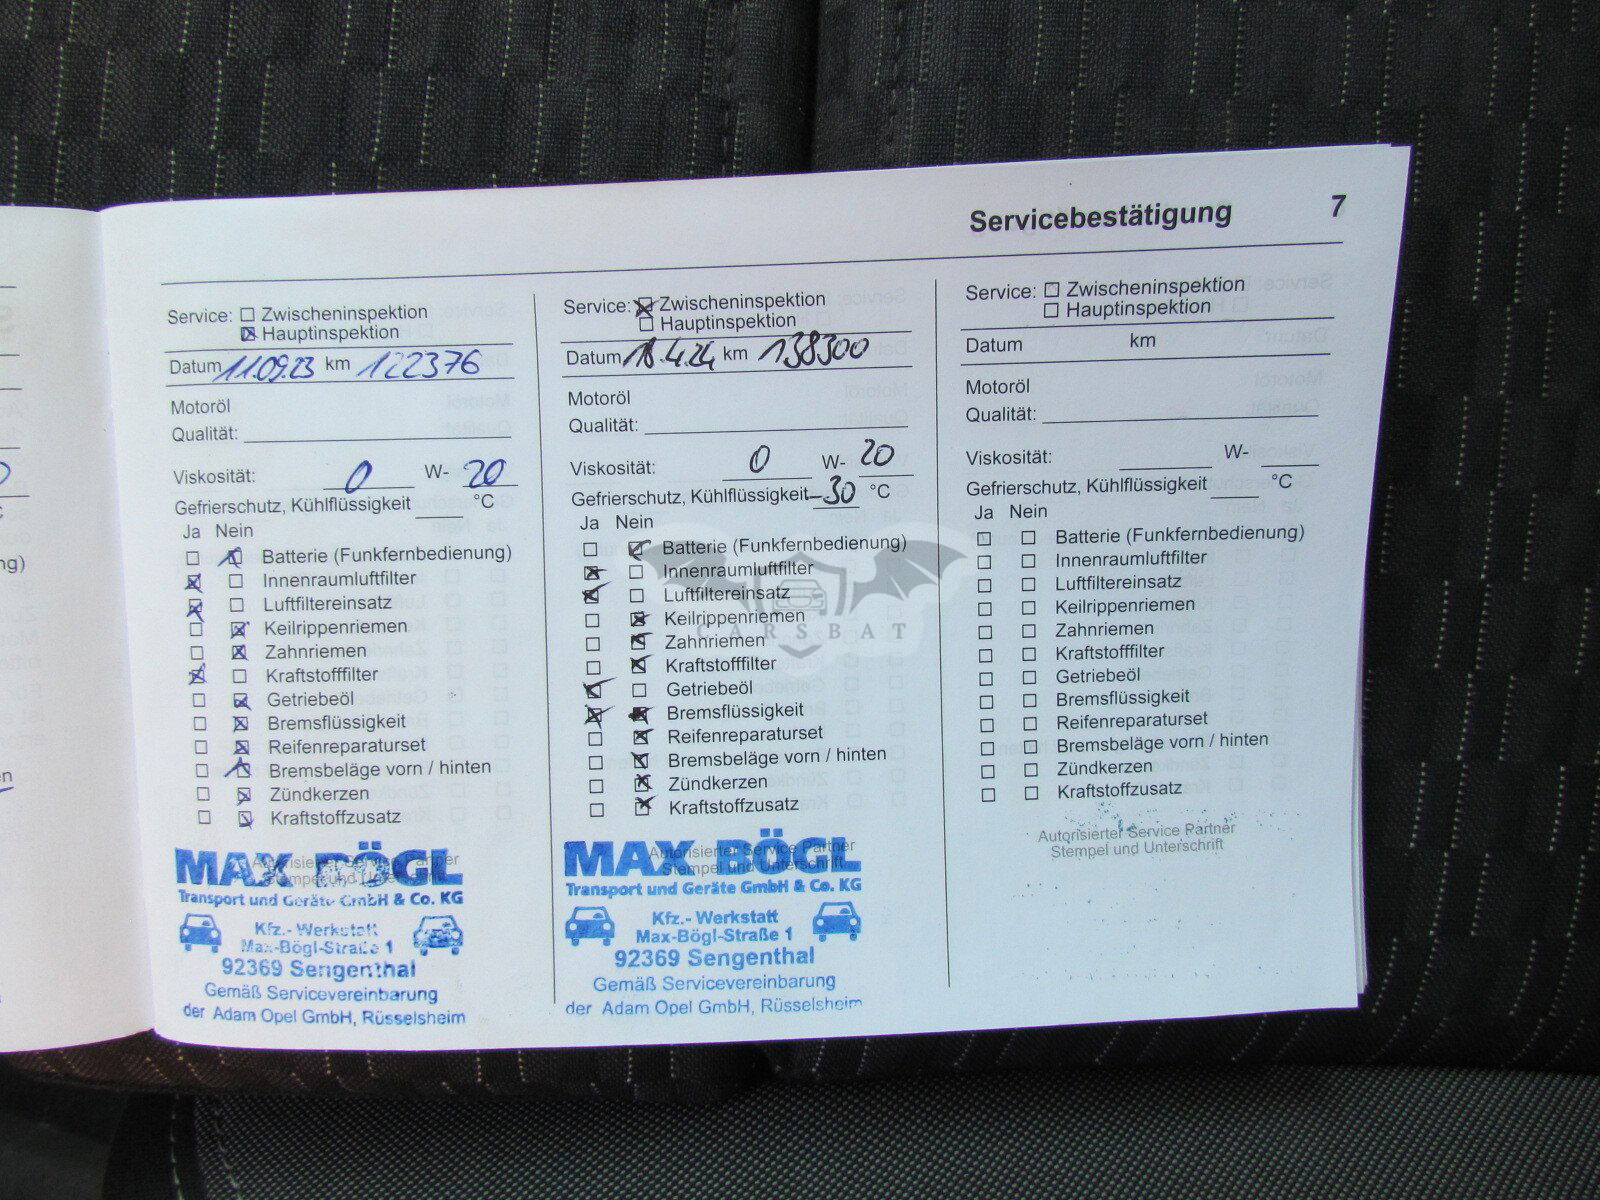 Servicebestätigung 7
Service: Zwischeninspektion
Hauptinspektion
Datum 11.09.23 km 122376
Motoröl
Qualität:
Viskosität: 0 W- 20
Gefrierschutz, Kühlflüssigkeit °C
Ja Nein
Batterie (Funkfernbedienung)
Innenraumluftfilter
Luftfiltereinsatz
Keilrippenriemen
Zahnriemen
Kraftstofffilter
Getriebeöl
Bremsflüssigkeit
Reifenreparaturset
Bremsbeläge vorn / hinten
Zündkerzen
Kraftstoffzusatz
Autorisierter Service Partner
Stempel und Unterschrift
MAX BÖGL
Transport und Geräte GmbH & Co. KG
Kfz.- Werkstatt
Max-Bögl-Straße 1
92369 Sengenthal
Gemäß Servicevereinbarung
der Adam Opel GmbH, Rüsselsheim
Service: Zwischeninspektion
Hauptinspektion
Datum 18.4.24 km 138300
Motoröl
Qualität:
Viskosität: 0 W- 20
Gefrierschutz, Kühlflüssigkeit -30 °C
Ja Nein
Batterie (Funkfernbedienung)
Innenraumluftfilter
Luftfiltereinsatz
Keilrippenriemen
CARSBAT
Zahnriemen
Kraftstofffilter
Getriebeöl
Bremsflüssigkeit
Reifenreparaturset
Bremsbeläge vorn / hinten
Zündkerzen
Kraftstoffzusatz
Autorisierter Service Partner
Stempel und Unterschrift
MAX BÖGL
Transport und Geräte GmbH & Co. KG
Kfz.- Werkstatt
Max-Bögl-Straße 1
92369 Sengenthal
Gemäß Servicevereinbarung
der Adam Opel GmbH, Rüsselsheim
Service: Zwischeninspektion
Hauptinspektion
Datum km
Motoröl
Qualität:
Viskosität: W-
Gefrierschutz, Kühlflüssigkeit °C
Ja Nein
Batterie (Funkfernbedienung)
Innenraumluftfilter
Luftfiltereinsatz
Keilrippenriemen
Zahnriemen
Kraftstofffilter
Getriebeöl
Bremsflüssigkeit
Reifenreparaturset
Bremsbeläge vorn / hinten
Zündkerzen
Kraftstoffzusatz
Autorisierter Service Partner
Stempel und Unterschrift